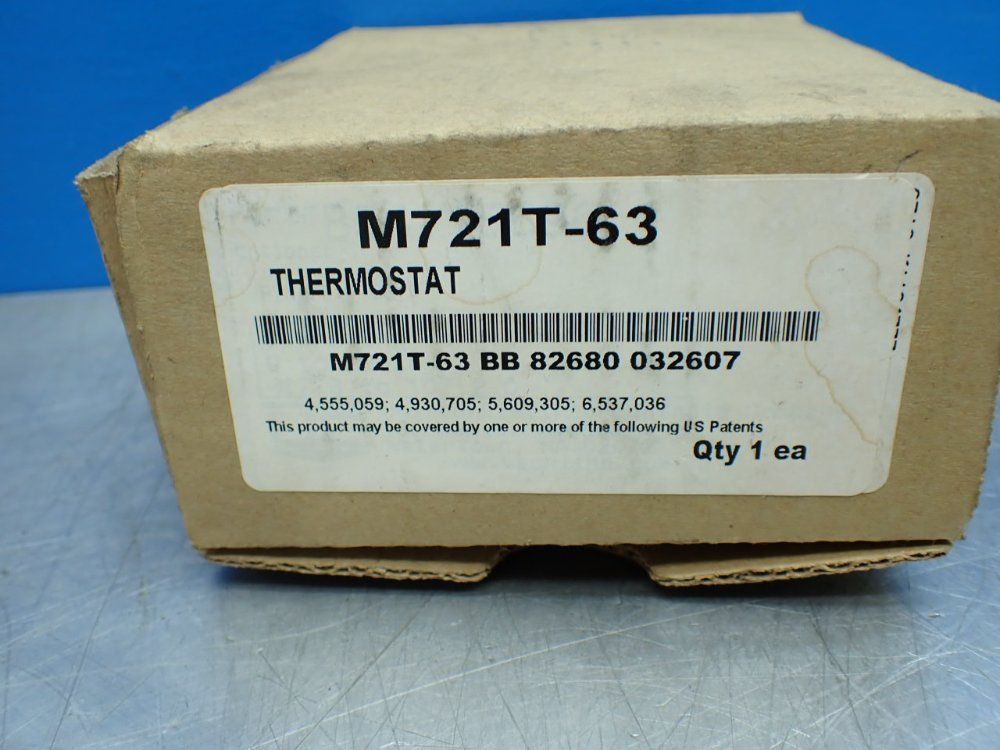 M721T-63
THERMOSTAT
M721T-63 BB 82680 032607
4,555,059; 4,930,705; 5,609,305; 6,537,036
This product may be covered by one or more of the following US Patents
Qty 1 ea